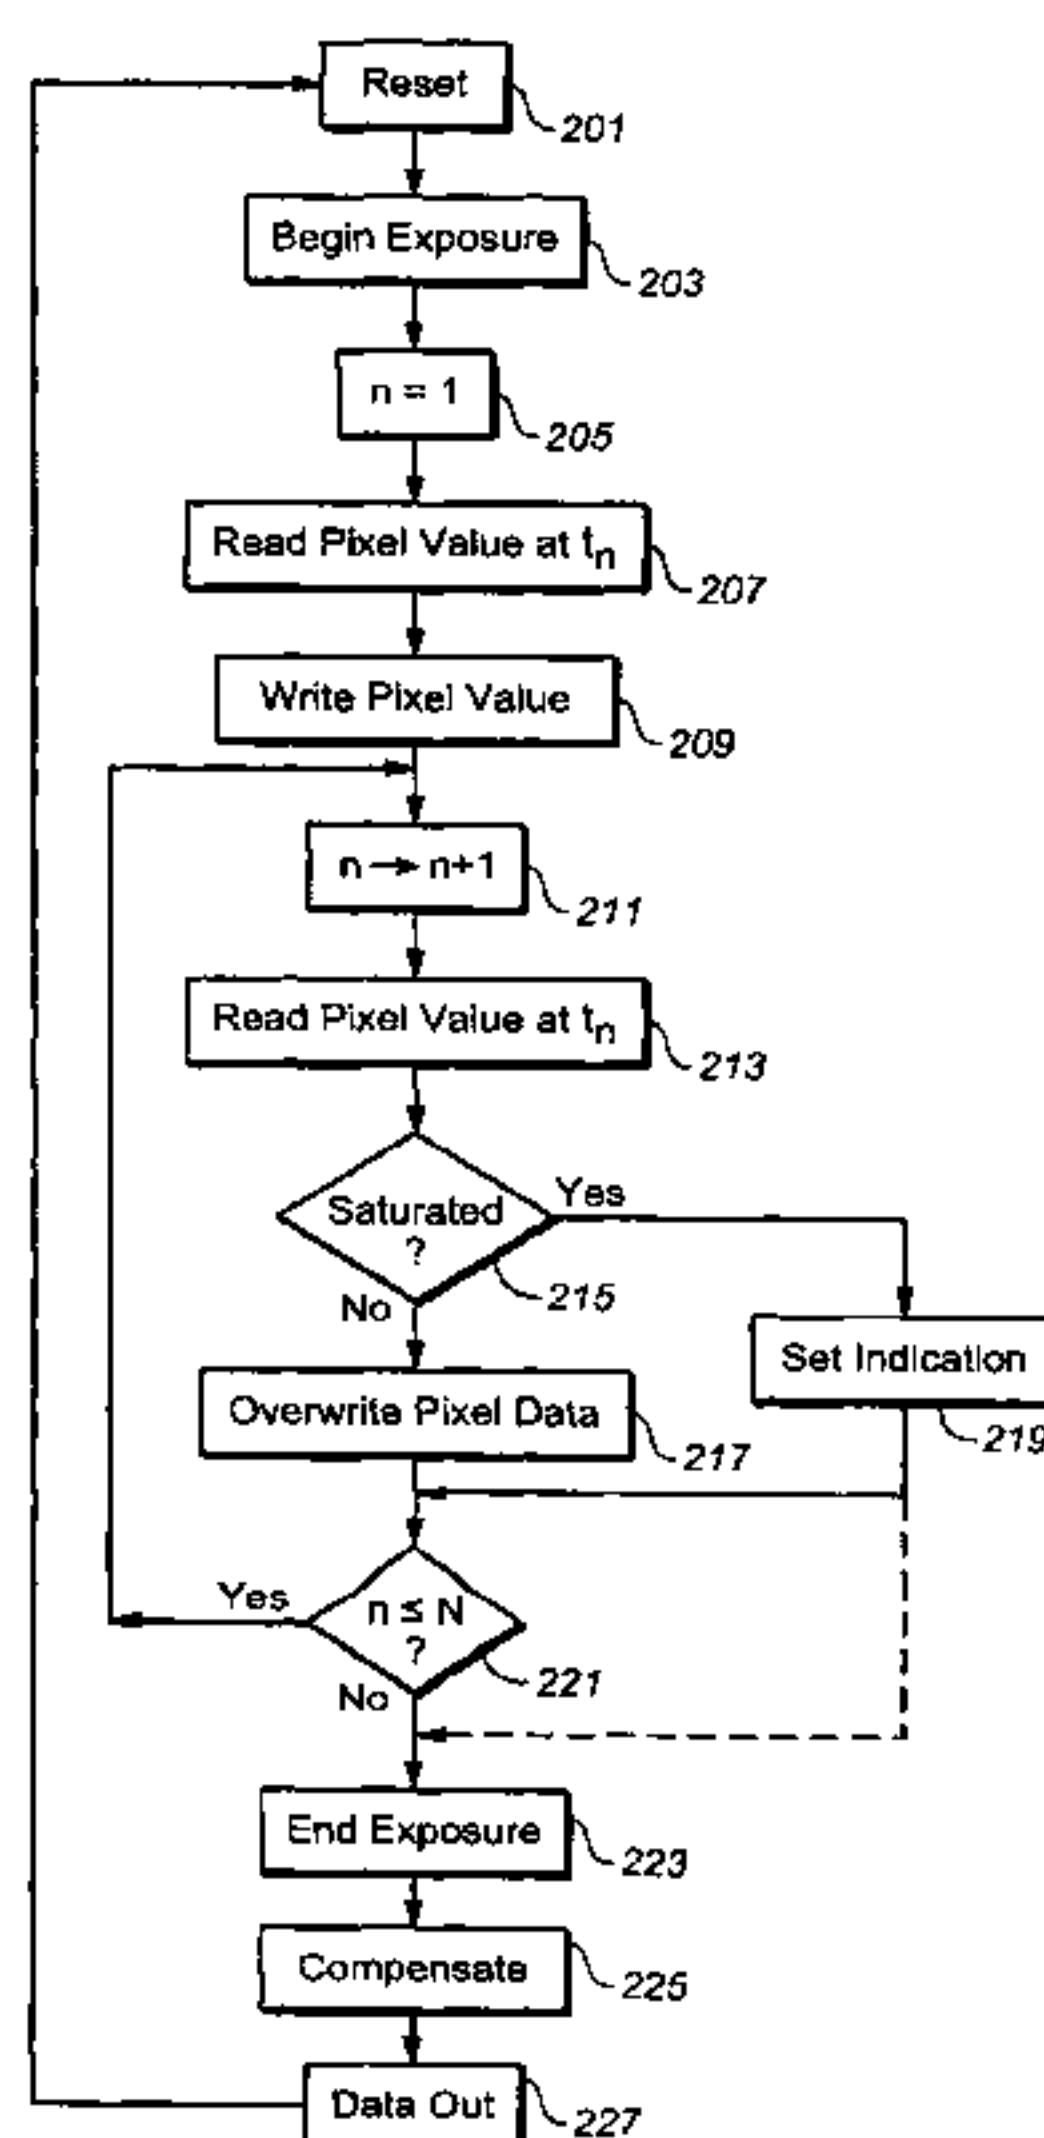 Reset
201
Begin Exposure
203
n = 1
205
Read Pixel Value at tn
207
Write Pixel Value
209
n → n+1
211
Read Pixel Value at tn
213
Saturated
?
Yes
215
No
Set Indication
219
Overwrite Pixel Data
217
Yes
n ≤ N
?
221
No
End Exposure
223
Compensate
225
Data Out
227